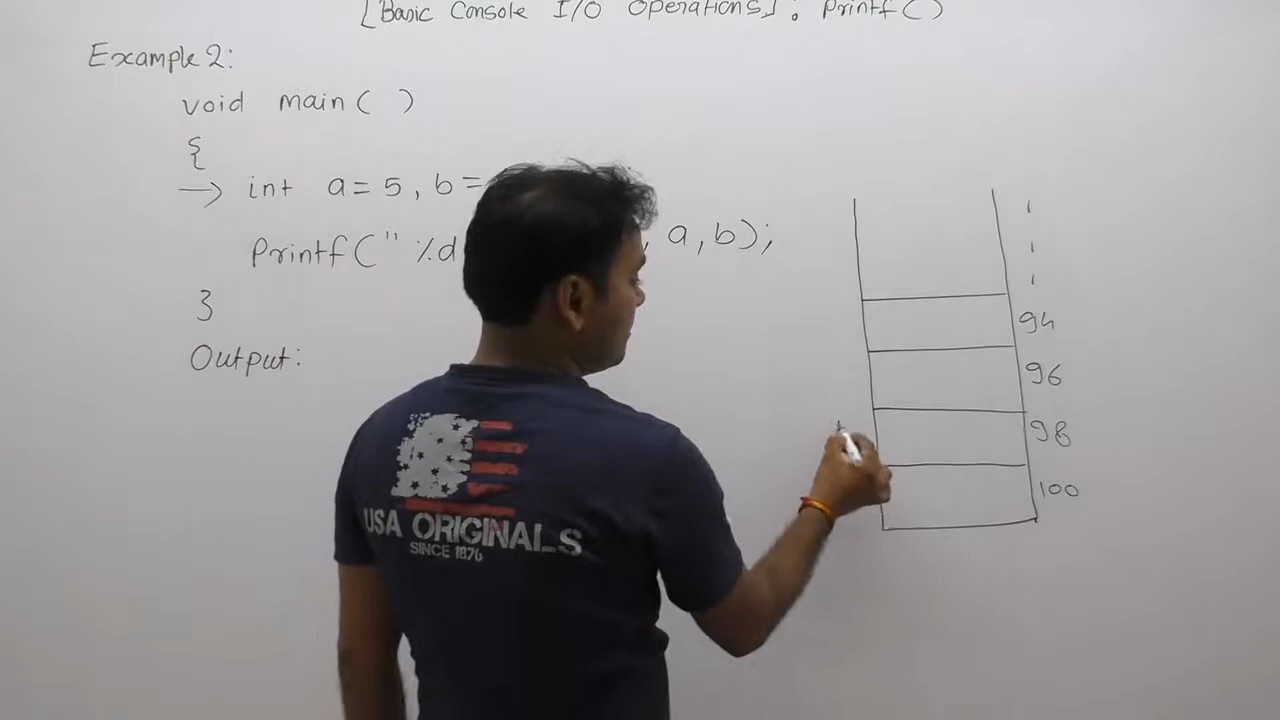 [Basic Console I/O Operations]: Printf()
Example 2:
void main( )
{
→ int a=5, b=
Printf(" %d , a,b);
}
Output:
94
96
98
100
USA ORIGINALS
SINCE 1876